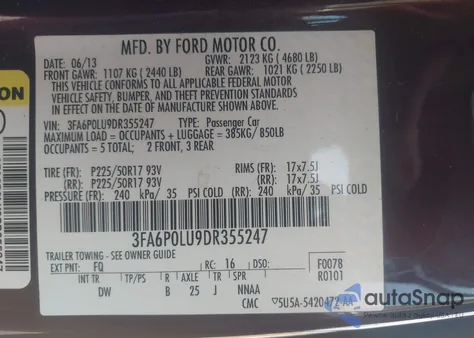 MFD. BY FORD MOTOR CO.
DATE: 06/13 GVWR: 2123 KG ( 4680 LB)
FRONT GAWR: 1107 KG ( 2440 LB) REAR GAWR: 1021 KG ( 2250 LB)
THIS VEHICLE CONFORMS TO ALL APPLICABLE FEDERAL MOTOR VEHICLE
SAFETY, BUMPER, AND THEFT PREVENTION STANDARDS IN
EFFECT ON THE DATE OF MANUFACTURE SHOWN ABOVE.
VIN: 3FA6P0LU9DR355247 TYPE: Passenger Car
MAXIMUM LOAD = OCCUPANTS + LUGGAGE = 385KG/850LB
OCCUPANTS = 5 TOTAL; 2 FRONT, 3 REAR
TIRE (FR): P225/50R17 93V RIMS (FR): 17x7.5J
(RR): P225/50R17 93V (RR): 17x7.5J
PRESSURE (FR): 240 kPa/ 35 PSI COLD (RR): 240 kPa/ 35 PSI COLD
3FA6P0LU9DR355247
TRAILER TOWING - SEE OWNER GUIDE
EXT PNT: FQ RC: 16 DSO: F0078
R0101
INT TR TP/PS R AXLE TR SPR
DW B 25 J NNAA
CMC 5U5A-5420472-AA
autoSnap